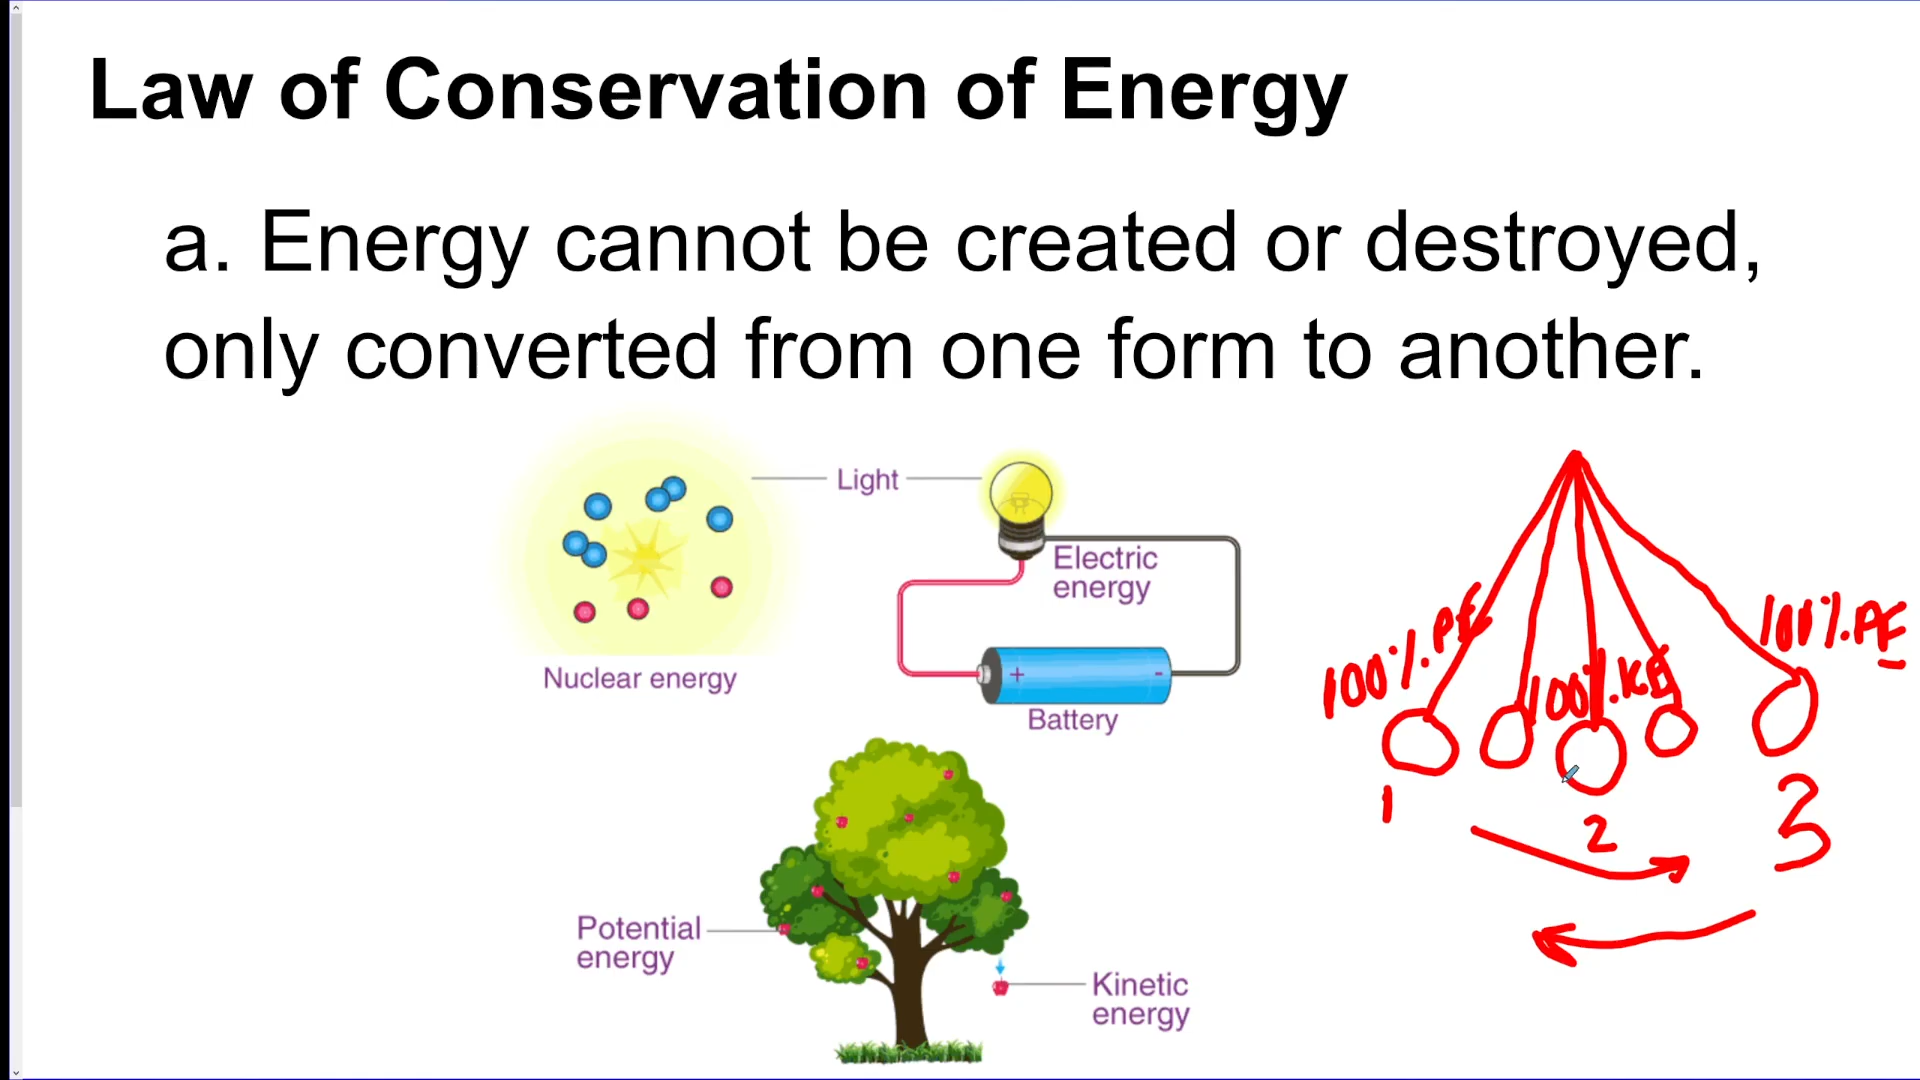 Law of Conservation of Energy
a. Energy cannot be created or destroyed,
only converted from one form to another.
Light
Electric
energy
Nuclear energy
+ -
Battery
Potential
energy
Kinetic
energy
100%.PE
100%.KE
100%.PE
1
2
3